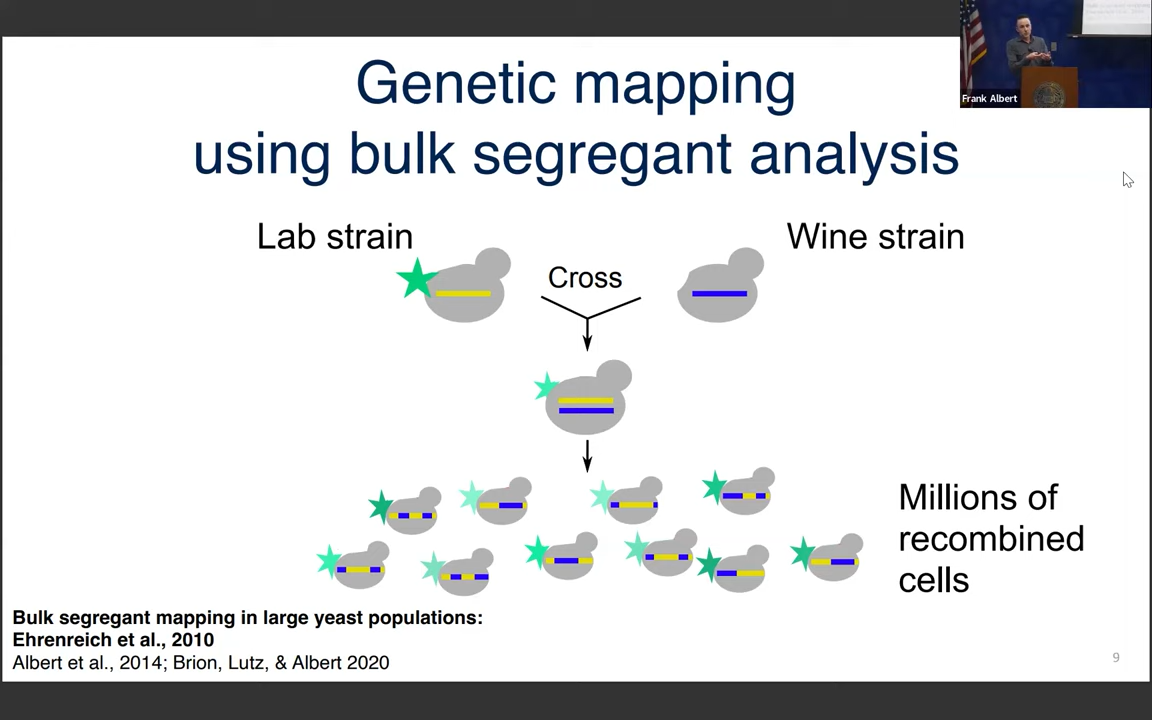 Genetic mapping
using bulk segregant analysis
Frank Albert
Lab strain
Wine strain
Cross
Millions of
recombined
cells
Bulk segregant mapping in large yeast populations:
Ehrenreich et al., 2010
Albert et al., 2014; Brion, Lutz, & Albert 2020
9